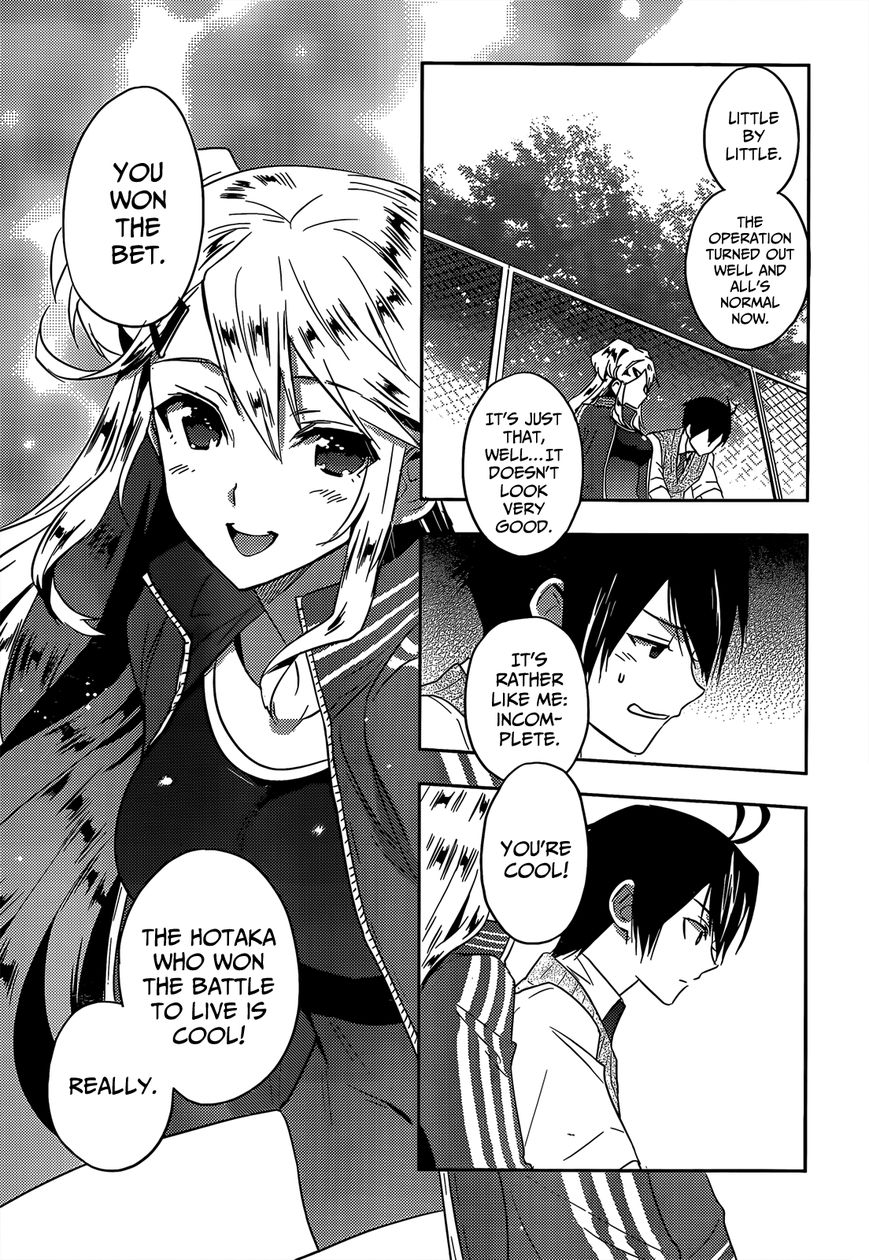 LITTLE
BY
LITTLE.
THE
OPERATION
TURNED OUT
WELL AND
ALL'S
NORMAL
NOW.
IT'S JUST
THAT,
WELL...IT
DOESN'T
LOOK
VERY
GOOD.
IT'S
RATHER
LIKE ME:
INCOM-
PLETE.
YOU'RE
COOL!
YOU
WON
THE
BET.
THE HOTAKA
WHO WON
THE BATTLE
TO LIVE IS
COOL!
REALLY.